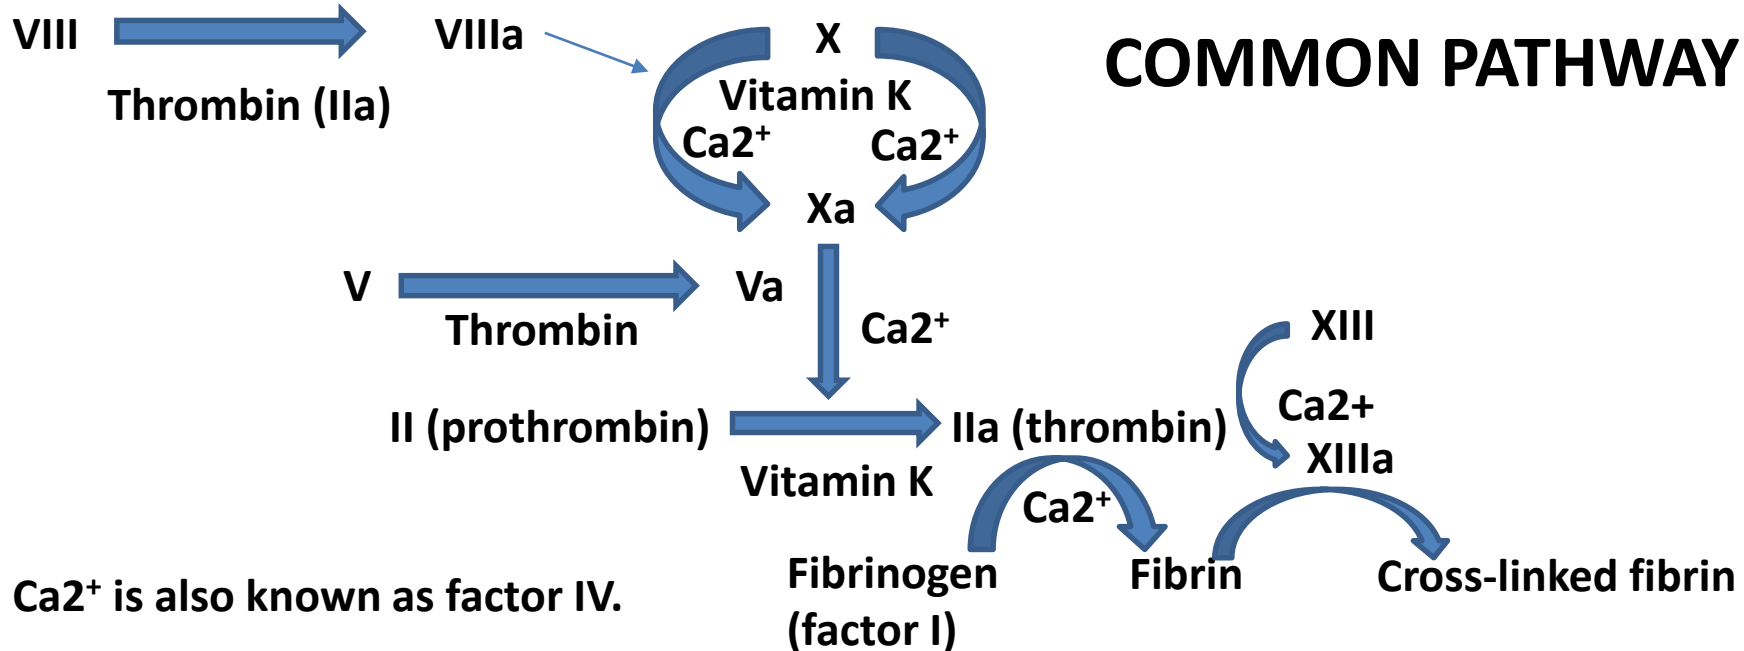 VIII
VIIIa
X
COMMON PATHWAY
Thrombin (IIa)
Vitamin K
Ca2⁺
Ca2⁺
Xa
V
Va
Thrombin
Ca2⁺
XIII
Ca2+
II (prothrombin)
IIa (thrombin)
XIIIa
Vitamin K
Ca2⁺
Fibrinogen
(factor I)
Fibrin
Cross-linked fibrin
Ca2⁺ is also known as factor IV.